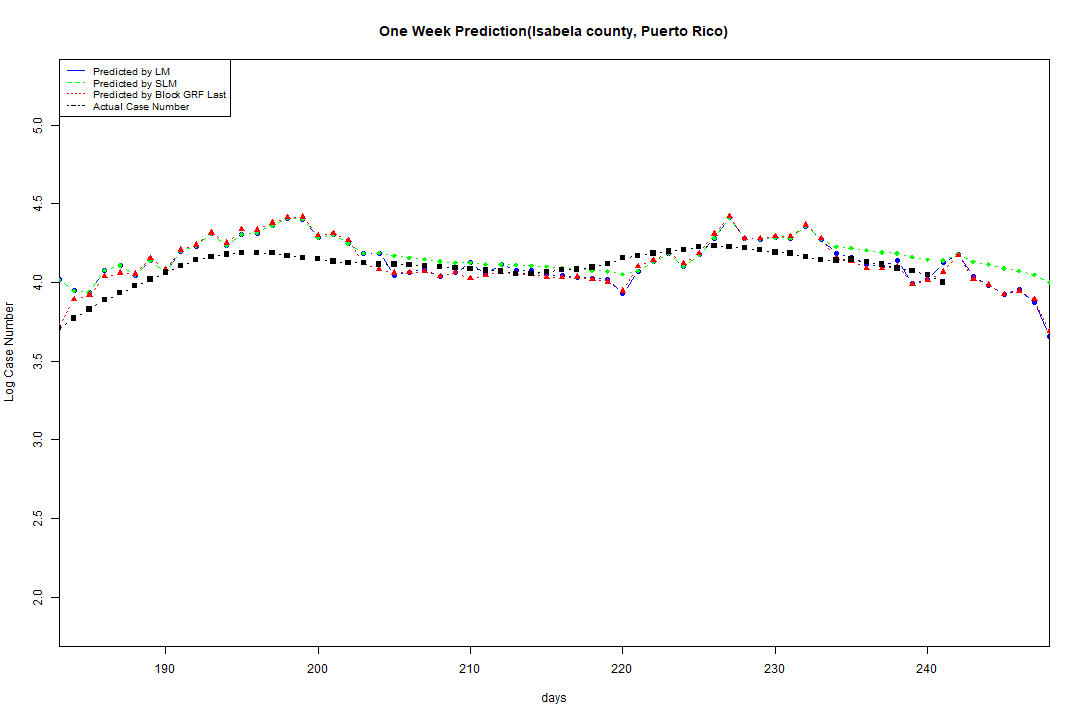 One Week Prediction(Isabela county, Puerto Rico)
Predicted by LM
Predicted by SLM
Predicted by Block GRF Last
Actual Case Number
5.0
4.5
4.0
3.5
3.0
2.5
2.0
Log Case Number
190 200 210 220 230 240
days